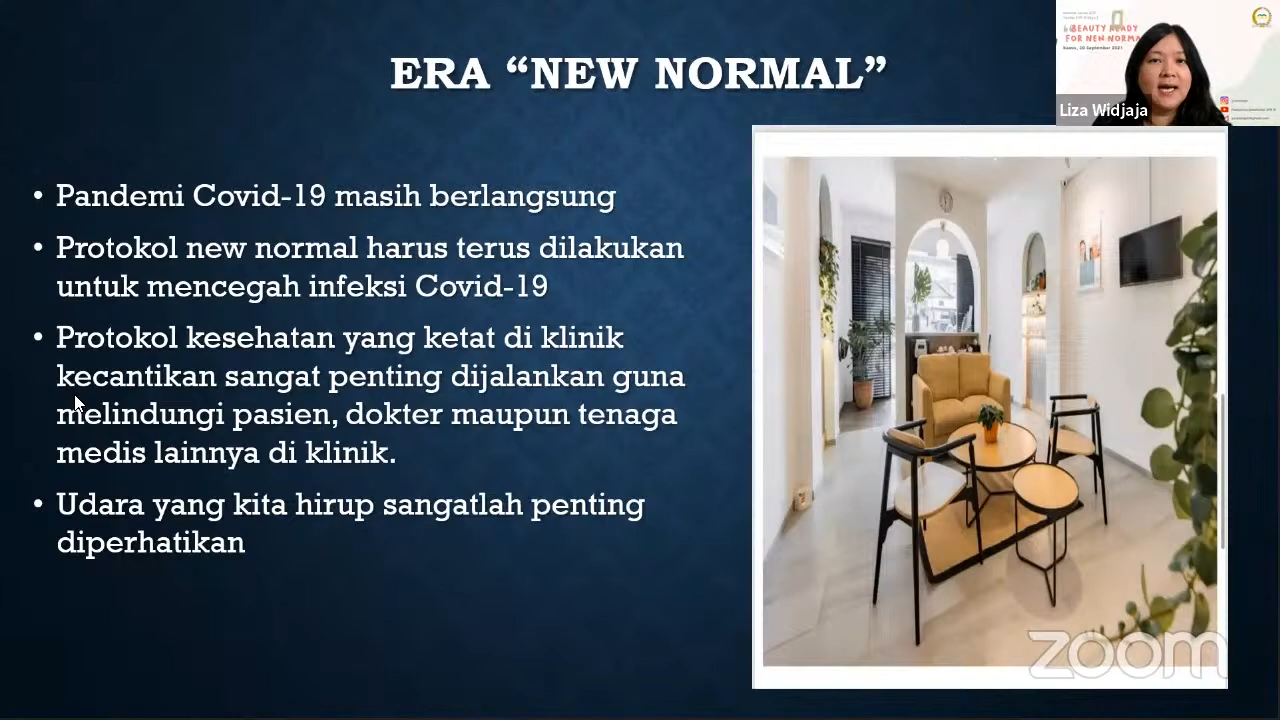 ERA “NEW NORMAL”
• Pandemi Covid-19 masih berlangsung
• Protokol new normal harus terus dilakukan
untuk mencegah infeksi Covid-19
• Protokol kesehatan yang ketat di klinik
kecantikan sangat penting dijalankan guna
melindungi pasien, dokter maupun tenaga
medis lainnya di klinik.
• Udara yang kita hirup sangatlah penting
diperhatikan
BEAUTY READY
FOR NEW NORMA
Liza Widjaja
zoom